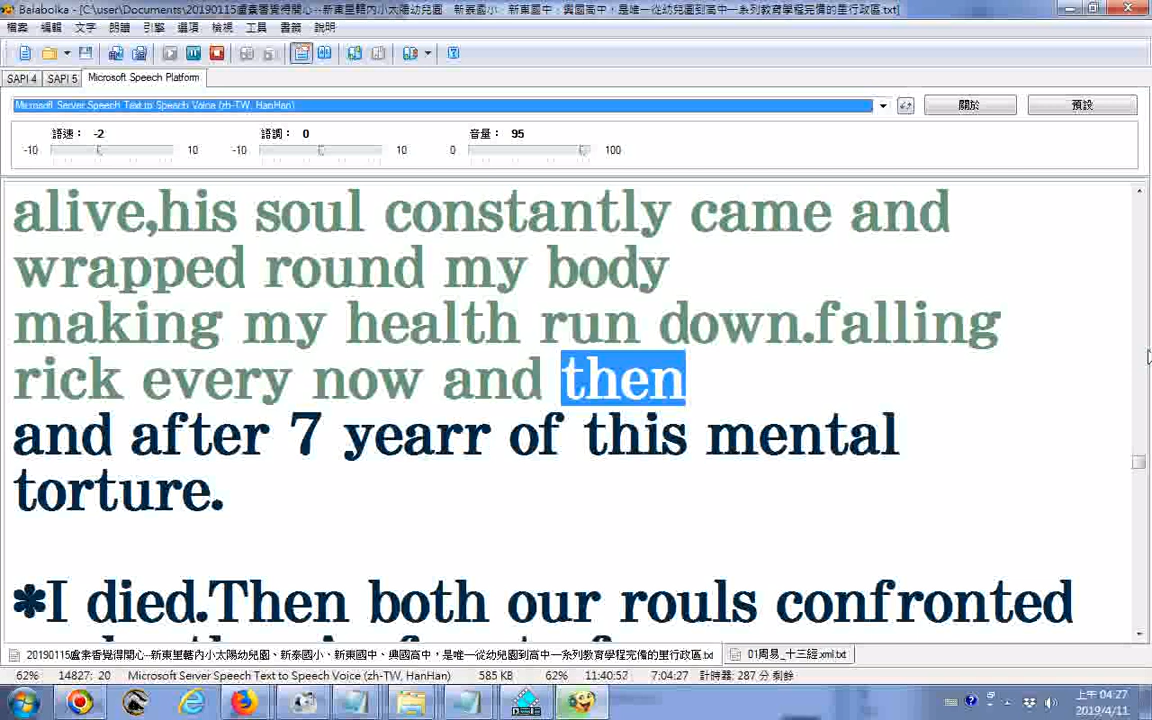 Balabolka - [C:\user\Documents\20190115盧素香覺得開心--新東里轄內小太陽幼兒園 新泰國小、新東國中、興國高中，是唯一從幼兒園到高中一系列教育學程完備的里行政區.txt]
檔案 編輯 文字 朗讀 引擎 選項 檢視 工具 書籤 說明
SAPI 4 SAPI 5 Microsoft Speech Platform
Microsoft Server Speech Text to Speech Voice (zh-TW, HanHan) 關於 預設
語速： -2 語調： 0 音量： 95
-10 10 -10 10 0 100
alive,his soul constantly came and
wrapped round my body
making my health run down.falling
rick every now and then
and after 7 yearr of this mental
torture.
✽I died.Then both our rouls confronted
20190115盧素香覺得開心--新東里轄內小太陽幼兒園、新泰國小、新東國中、興國高中，是唯一從幼兒園到高中一系列教育學程完備的里行政區.txt 01周易_十三經.xml.txt
62% 14827: 20 Microsoft Server Speech Text to Speech Voice (zh-TW, HanHan) 585 KB 62% 11:40:52 7:04:27 計時器: 287 分 剩餘
上午 04:27
2019/4/11